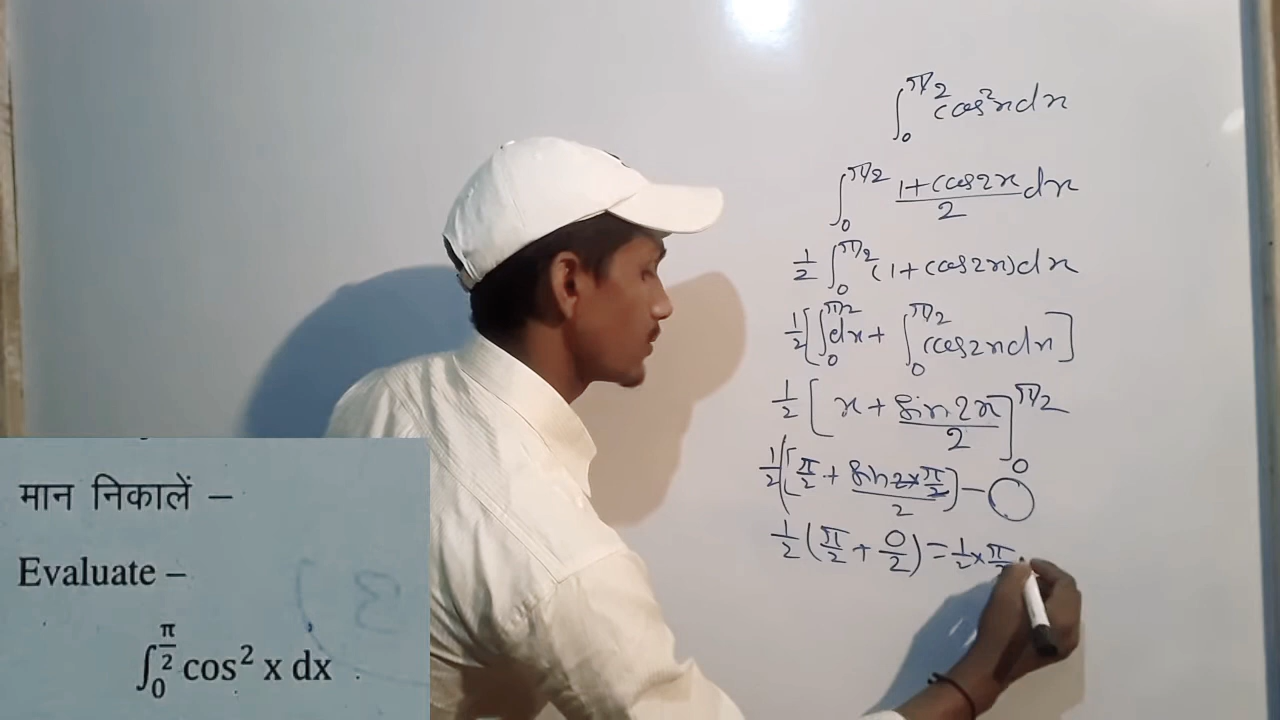 ∫₀^π/2 cos²x dx
∫₀^π/2 (1+cos2x)/2 dx
1/2 ∫₀^π/2 (1+cos2x) dx
1/2 [∫₀^π/2 dx + ∫₀^π/2 cos2x dx]
1/2 [x + sin2x/2]₀^π/2
1/2 ([π/2 + (sin2×π/2)/2) − 0
1/2 (π/2 + 0/2) = 1/2 × π/2
मान निकालें –
Evaluate –
∫₀^π/2 cos² x dx